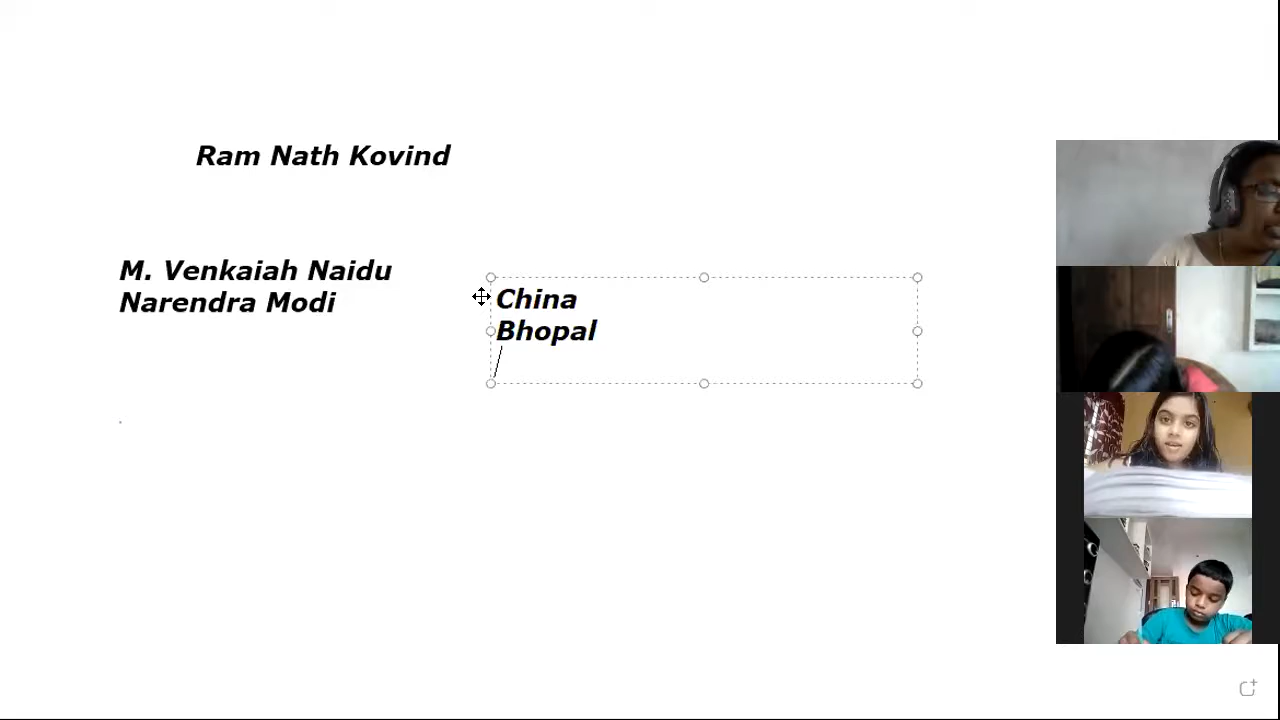 Ram Nath Kovind
M. Venkaiah Naidu
Narendra Modi
China
Bhopal